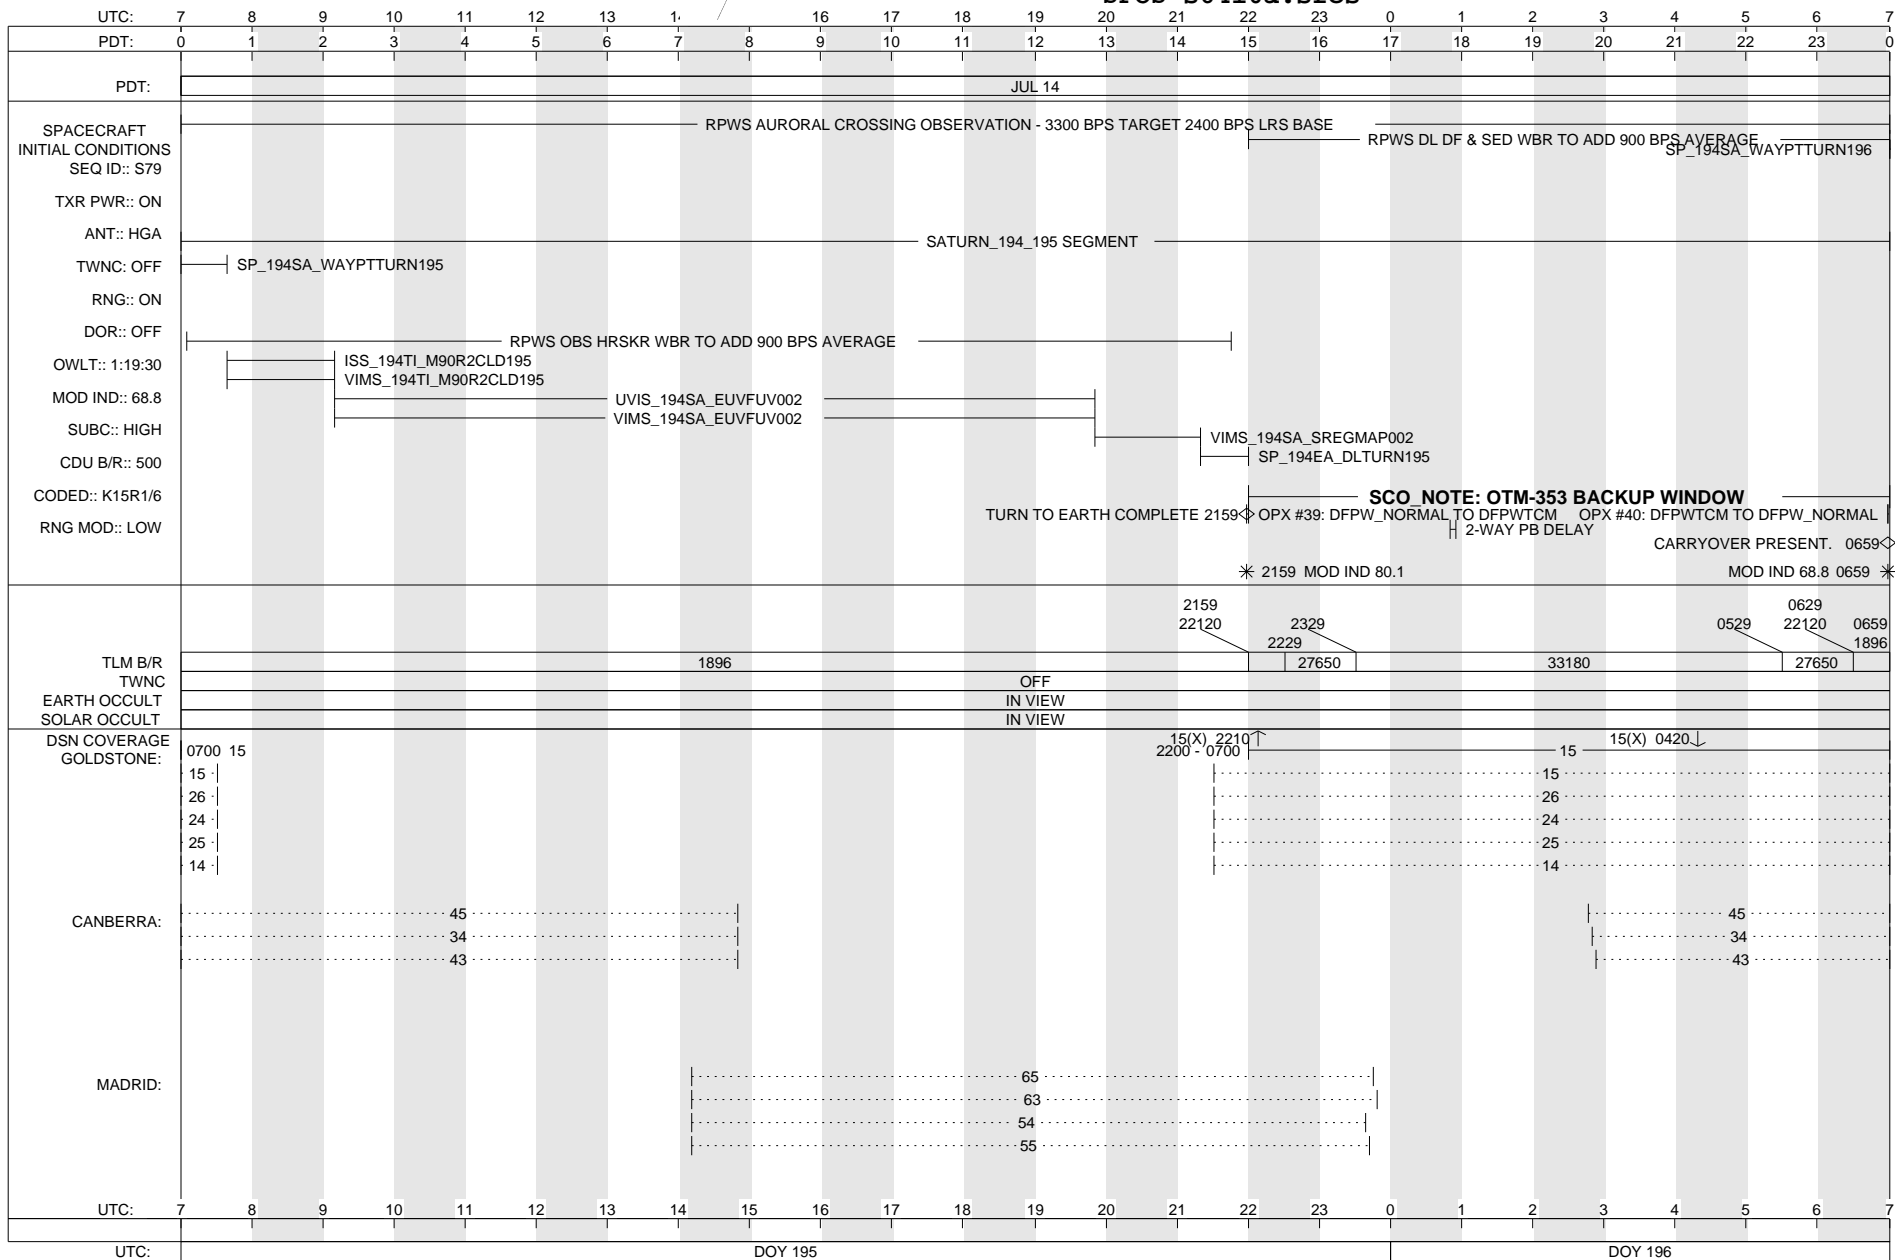 UTC: 7 8 9 10 11 12 13 16 17 18 19 20 21 22 23 0 1 2 3 4 5 6 7
PDT: 0 1 2 3 4 5 6 7 8 9 10 11 12 13 14 15 16 17 18 19 20 21 22 23 0
PDT: JUL 14
RPWS AURORAL CROSSING OBSERVATION - 3300 BPS TARGET 2400 BPS LRS BASE
SPACECRAFT
INITIAL CONDITIONS
RPWS DL DF & SED WBR TO ADD 900 BPS AVERAGE
SP_194SA_WAYPTTURN196
SEQ ID:: S79
TXR PWR:: ON
ANT:: HGA
SATURN_194_195 SEGMENT
TWNC: OFF
SP_194SA_WAYPTTURN195
RNG:: ON
DOR:: OFF
RPWS OBS HRSKR WBR TO ADD 900 BPS AVERAGE
OWLT:: 1:19:30
ISS_194TI_M90R2CLD195
VIMS_194TI_M90R2CLD195
MOD IND:: 68.8
UVIS_194SA_EUVFUV002
VIMS_194SA_EUVFUV002
SUBC:: HIGH
VIMS_194SA_SREGMAP002
CDU B/R:: 500
SP_194EA_DLTURN195
CODED:: K15R1/6
SCO_NOTE: OTM-353 BACKUP WINDOW
TURN TO EARTH COMPLETE 2159 OPX #39: DFPW_NORMAL TO DFPWTCM OPX #40: DFPWTCM TO DFPW_NORMAL
RNG MOD:: LOW
2-WAY PB DELAY
CARRYOVER PRESENT. 0659
2159 MOD IND 80.1 MOD IND 68.8 0659
2159 0629
22120 2329 0529 22120 0659
2229 1896
TLM B/R 1896 27650 33180 27650
TWNC OFF
EARTH OCCULT IN VIEW
SOLAR OCCULT IN VIEW
DSN COVERAGE 15(X) 2210 15(X) 0420
GOLDSTONE: 0700 15 2200 - 0700 15
15 15
26 26
24 24
25 25
14 14
CANBERRA: 45 45
34 34
43 43
MADRID: 65
63
54
55
UTC: 7 8 9 10 11 12 13 14 15 16 17 18 19 20 21 22 23 0 1 2 3 4 5 6 7
UTC: DOY 195 DOY 196